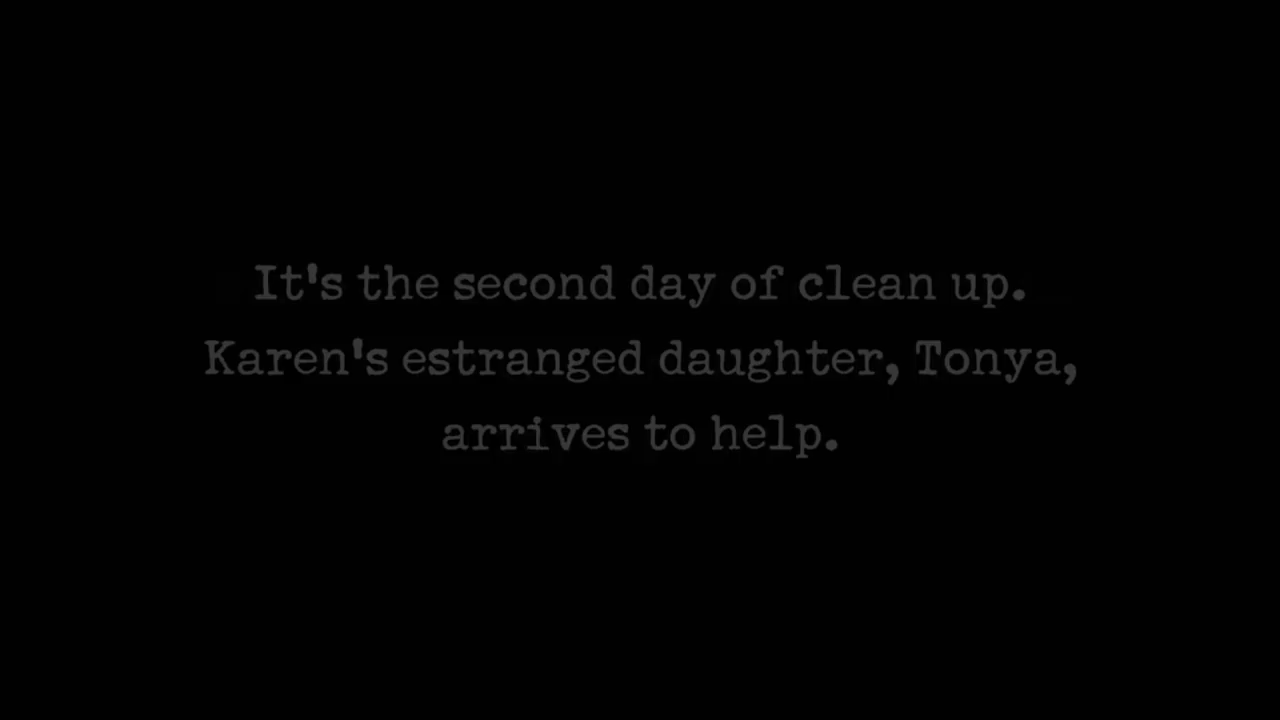 It's the second day of clean up.
Karen's estranged daughter, Tonya,
arrives to help.